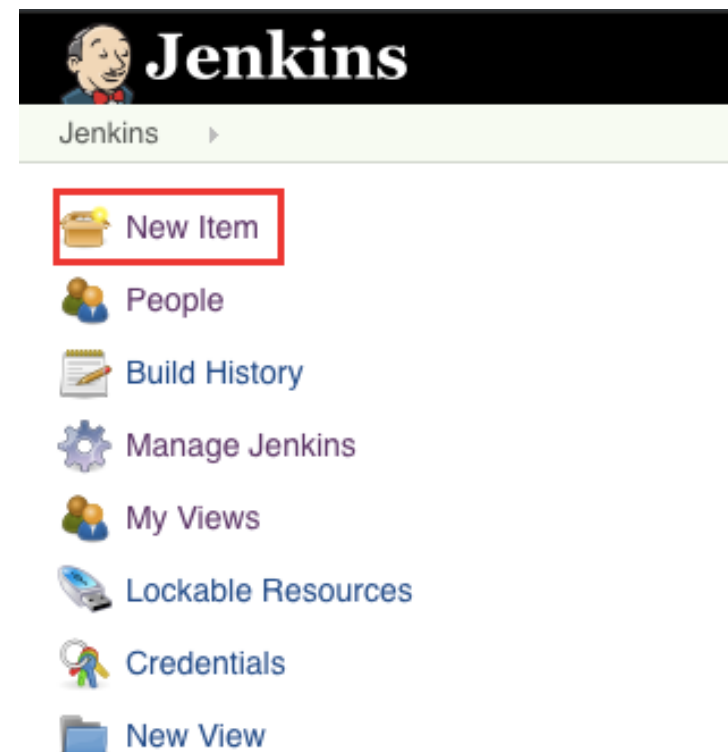 Jenkins
Jenkins
New Item
People
Build History
Manage Jenkins
My Views
Lockable Resources
Credentials
New View